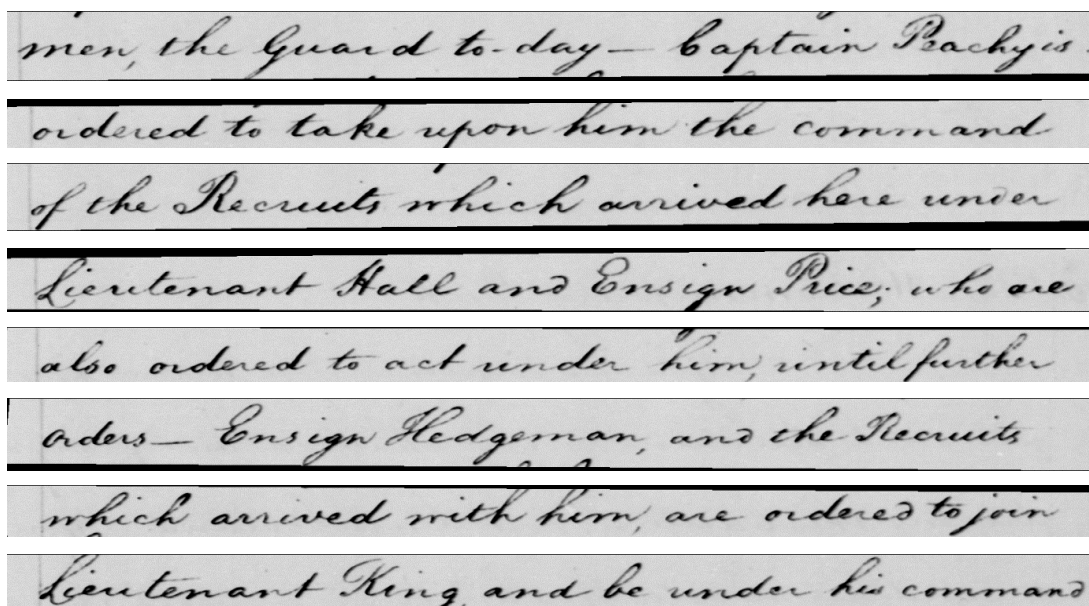 men, the Guard to-day — Captain Peachy is
ordered to take upon him the command
of the Recruits which arrived here under
Lieutenant Hall and Ensign Price; who are
also ordered to act under him, until further
orders — Ensign Hedgeman, and the Recruits
which arrived with him, are ordered to join
Lieutenant King and be under his command